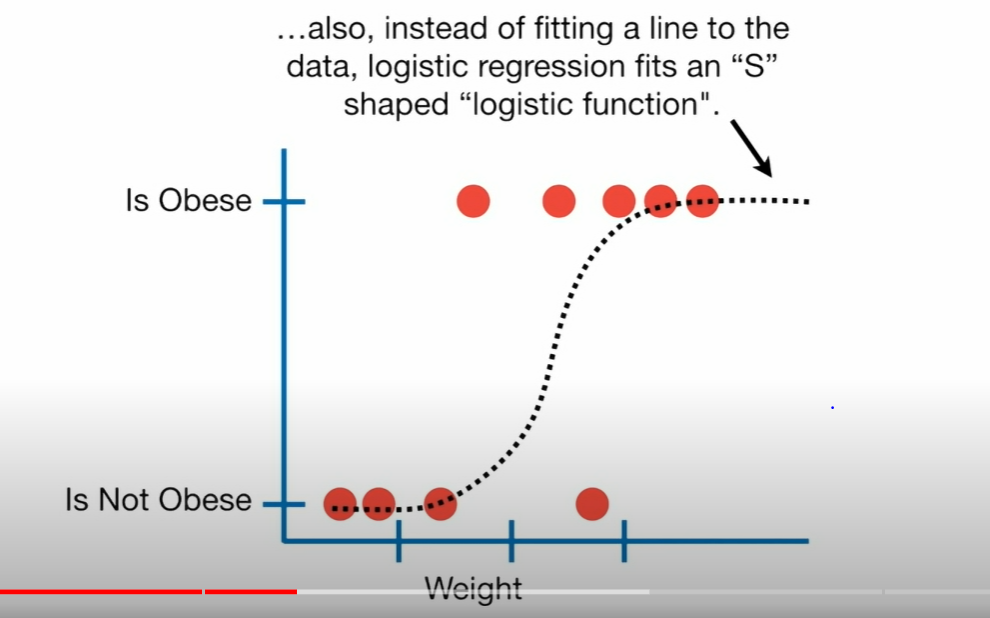 ...also, instead of fitting a line to the
data, logistic regression fits an “S”
shaped “logistic function".
Is Obese
Is Not Obese
Weight